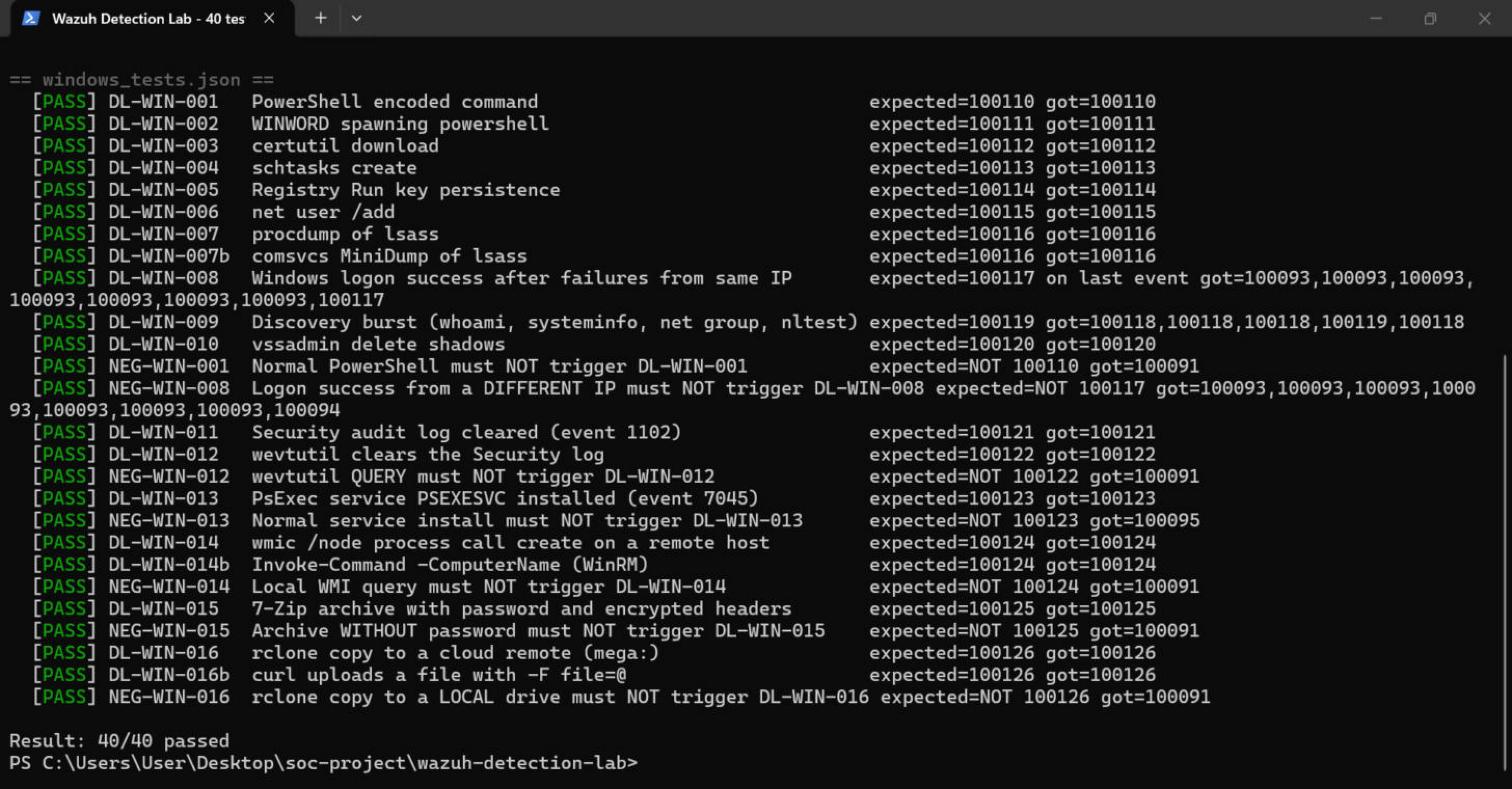 Wazuh Detection Lab - 40 tes
== windows_tests.json ==
[PASS] DL-WIN-001 PowerShell encoded command expected=100110 got=100110
[PASS] DL-WIN-002 WINWORD spawning powershell expected=100111 got=100111
[PASS] DL-WIN-003 certutil download expected=100112 got=100112
[PASS] DL-WIN-004 schtasks create expected=100113 got=100113
[PASS] DL-WIN-005 Registry Run key persistence expected=100114 got=100114
[PASS] DL-WIN-006 net user /add expected=100115 got=100115
[PASS] DL-WIN-007 procdump of lsass expected=100116 got=100116
[PASS] DL-WIN-007b comsvcs MiniDump of lsass expected=100116 got=100116
[PASS] DL-WIN-008 Windows logon success after failures from same IP expected=100117 on last event got=100093,100093,100093,
100093,100093,100093,100093,100117
[PASS] DL-WIN-009 Discovery burst (whoami, systeminfo, net group, nltest) expected=100119 got=100118,100118,100118,100119,100118
[PASS] DL-WIN-010 vssadmin delete shadows expected=100120 got=100120
[PASS] NEG-WIN-001 Normal PowerShell must NOT trigger DL-WIN-001 expected=NOT 100110 got=100091
[PASS] NEG-WIN-008 Logon success from a DIFFERENT IP must NOT trigger DL-WIN-008 expected=NOT 100117 got=100093,100093,100093,1000
93,100093,100093,100093,100094
[PASS] DL-WIN-011 Security audit log cleared (event 1102) expected=100121 got=100121
[PASS] DL-WIN-012 wevtutil clears the Security log expected=100122 got=100122
[PASS] NEG-WIN-012 wevtutil QUERY must NOT trigger DL-WIN-012 expected=NOT 100122 got=100091
[PASS] DL-WIN-013 PsExec service PSEXESVC installed (event 7045) expected=100123 got=100123
[PASS] NEG-WIN-013 Normal service install must NOT trigger DL-WIN-013 expected=NOT 100123 got=100095
[PASS] DL-WIN-014 wmic /node process call create on a remote host expected=100124 got=100124
[PASS] DL-WIN-014b Invoke-Command -ComputerName (WinRM) expected=100124 got=100124
[PASS] NEG-WIN-014 Local WMI query must NOT trigger DL-WIN-014 expected=NOT 100124 got=100091
[PASS] DL-WIN-015 7-Zip archive with password and encrypted headers expected=100125 got=100125
[PASS] NEG-WIN-015 Archive WITHOUT password must NOT trigger DL-WIN-015 expected=NOT 100125 got=100091
[PASS] DL-WIN-016 rclone copy to a cloud remote (mega:) expected=100126 got=100126
[PASS] DL-WIN-016b curl uploads a file with -F file=@ expected=100126 got=100126
[PASS] NEG-WIN-016 rclone copy to a LOCAL drive must NOT trigger DL-WIN-016 expected=NOT 100126 got=100091
Result: 40/40 passed
PS C:\Users\User\Desktop\soc-project\wazuh-detection-lab>